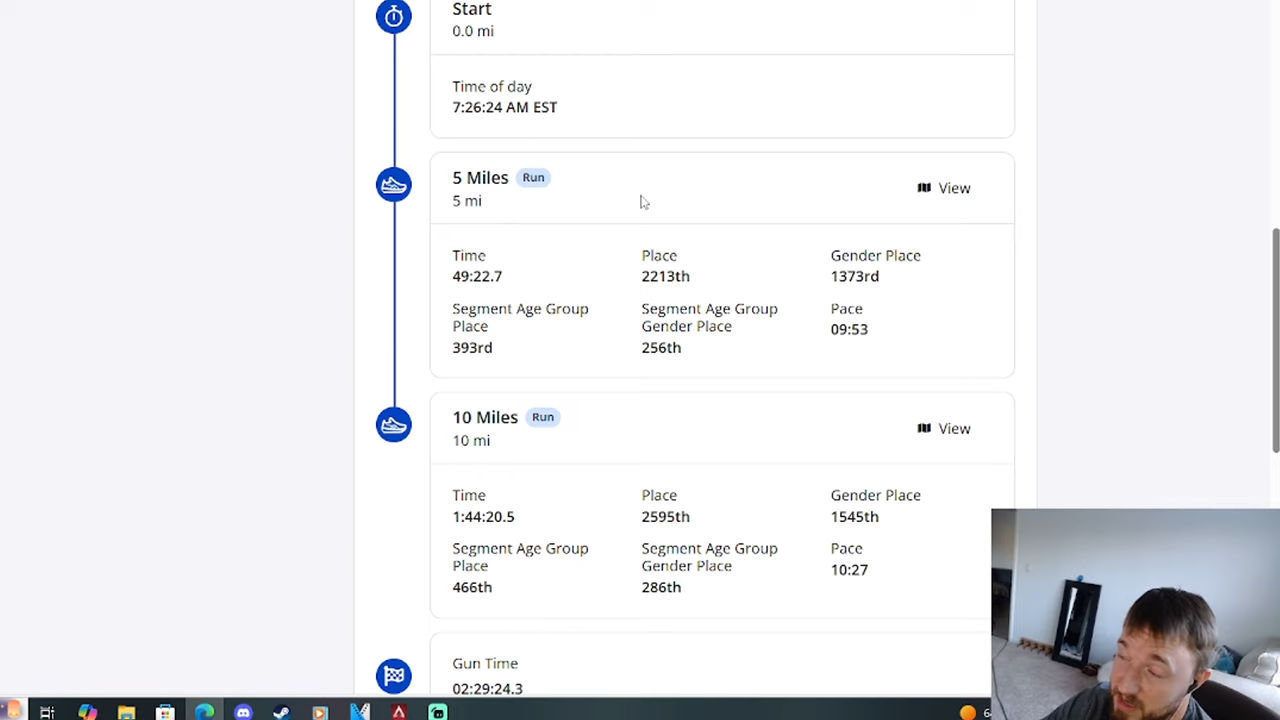 Start
0.0 mi
Time of day
7:26:24 AM EST
5 Miles Run
5 mi
View
Time
49:22.7
Place
2213th
Gender Place
1373rd
Segment Age Group
Place
393rd
Segment Age Group
Gender Place
256th
Pace
09:53
10 Miles Run
10 mi
View
Time
1:44:20.5
Place
2595th
Gender Place
1545th
Segment Age Group
Place
466th
Segment Age Group
Gender Place
286th
Pace
10:27
Gun Time
02:29:24.3